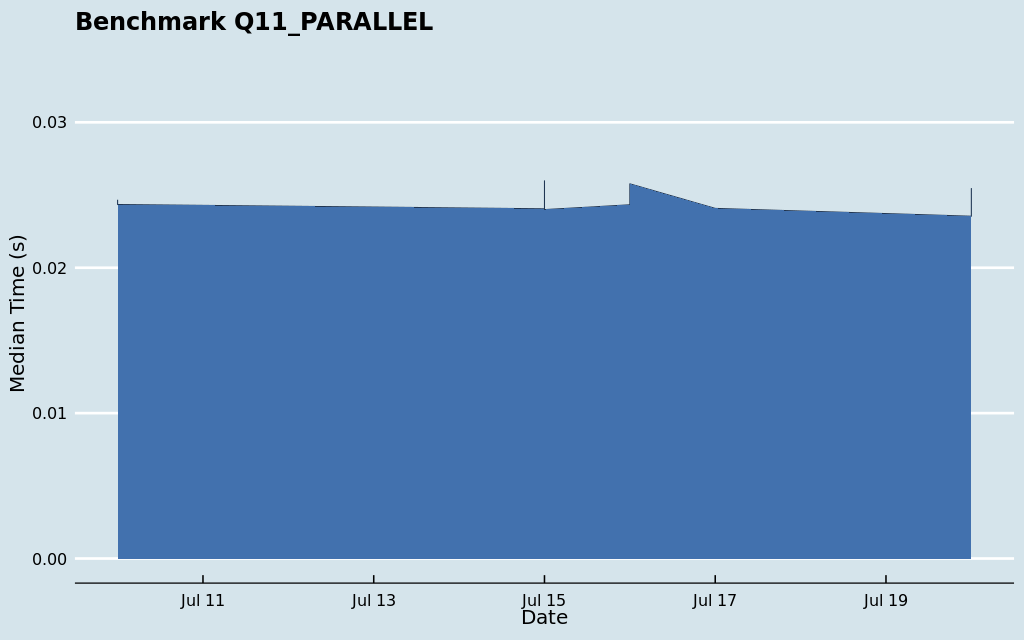 Benchmark Q11_PARALLEL
Median Time (s)
0.03
0.02
0.01
0.00
Jul 11 Jul 13 Jul 15 Jul 17 Jul 19
Date